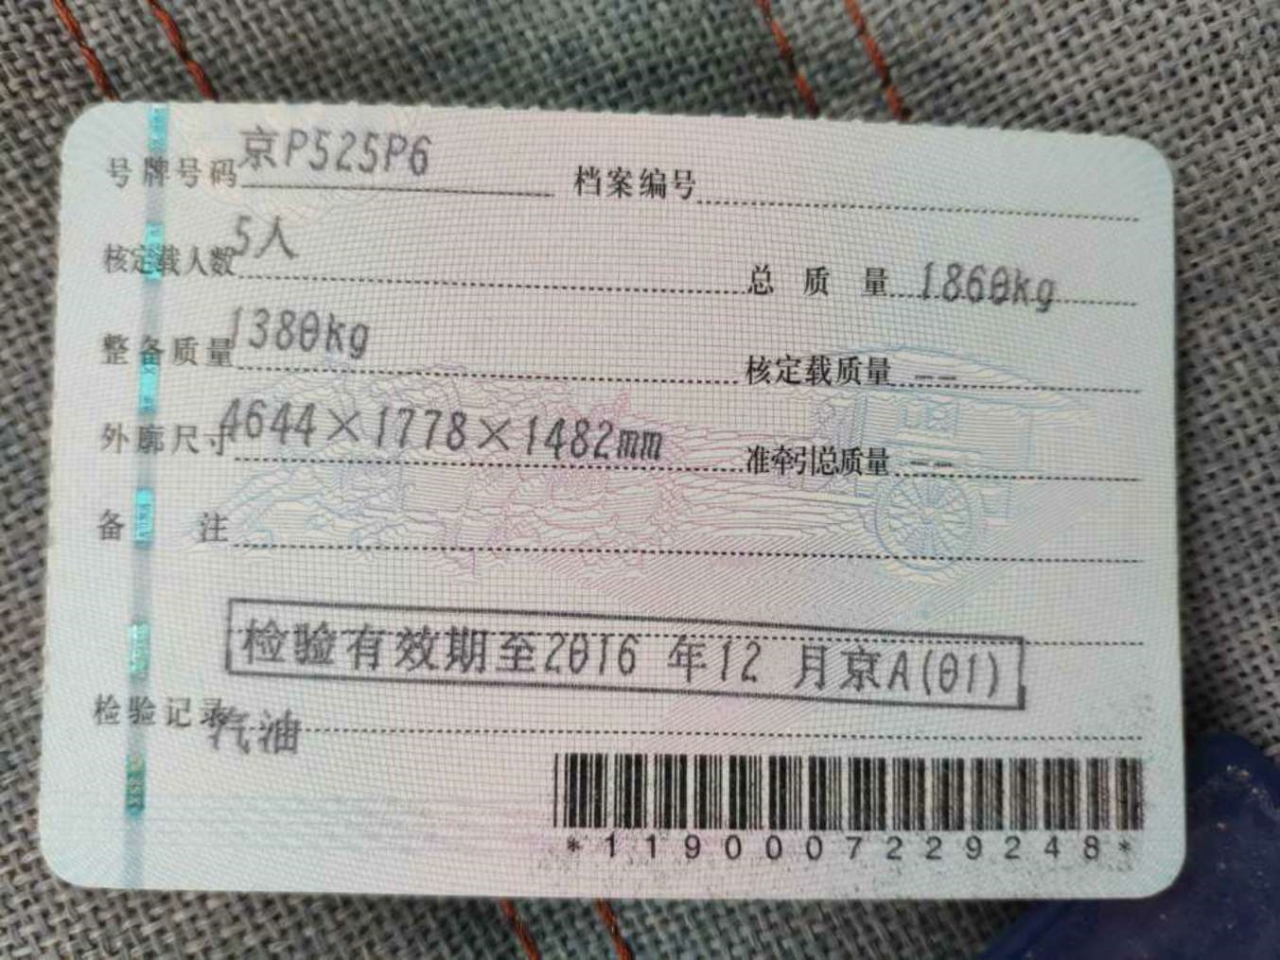 号牌号码 京P525P6 档案编号
核定载人数 5人 总质量 1860kg
整备质量 1380kg 核定载质量 --
外廓尺寸 4644×1778×1482mm 准牵引总质量 --
备注
检验有效期至2016 年12 月京A(01)
检验记录 汽油
*1190007229248*